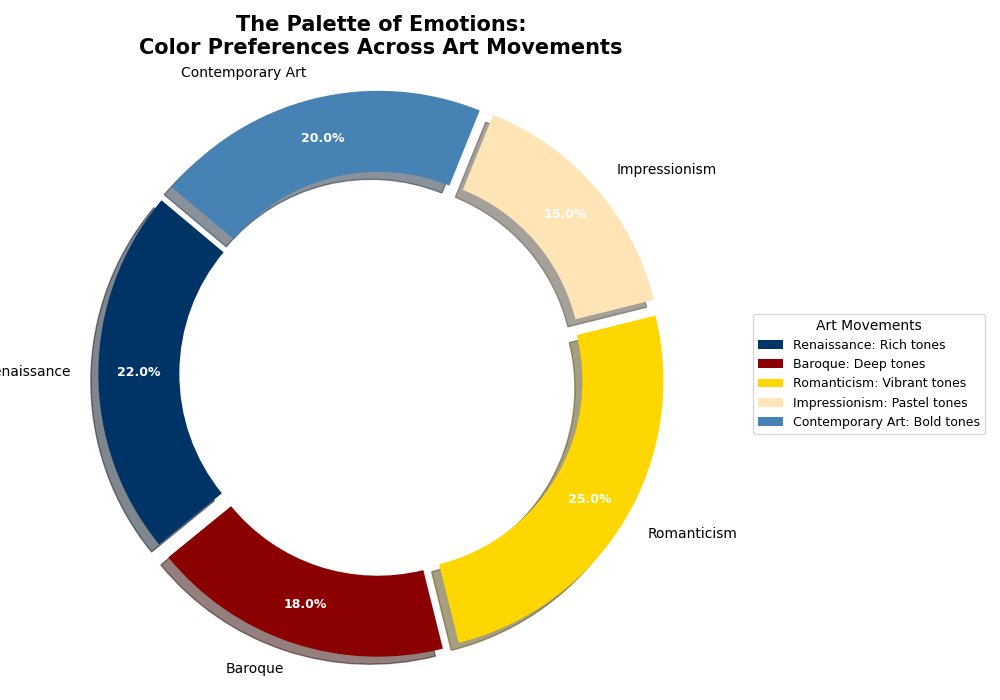 The Palette of Emotions:
Color Preferences Across Art Movements
Contemporary Art
20.0%
Impressionism
15.0%
enaissance
22.0%
25.0%
Romanticism
18.0%
Baroque
Art Movements
Renaissance: Rich tones
Baroque: Deep tones
Romanticism: Vibrant tones
Impressionism: Pastel tones
Contemporary Art: Bold tones